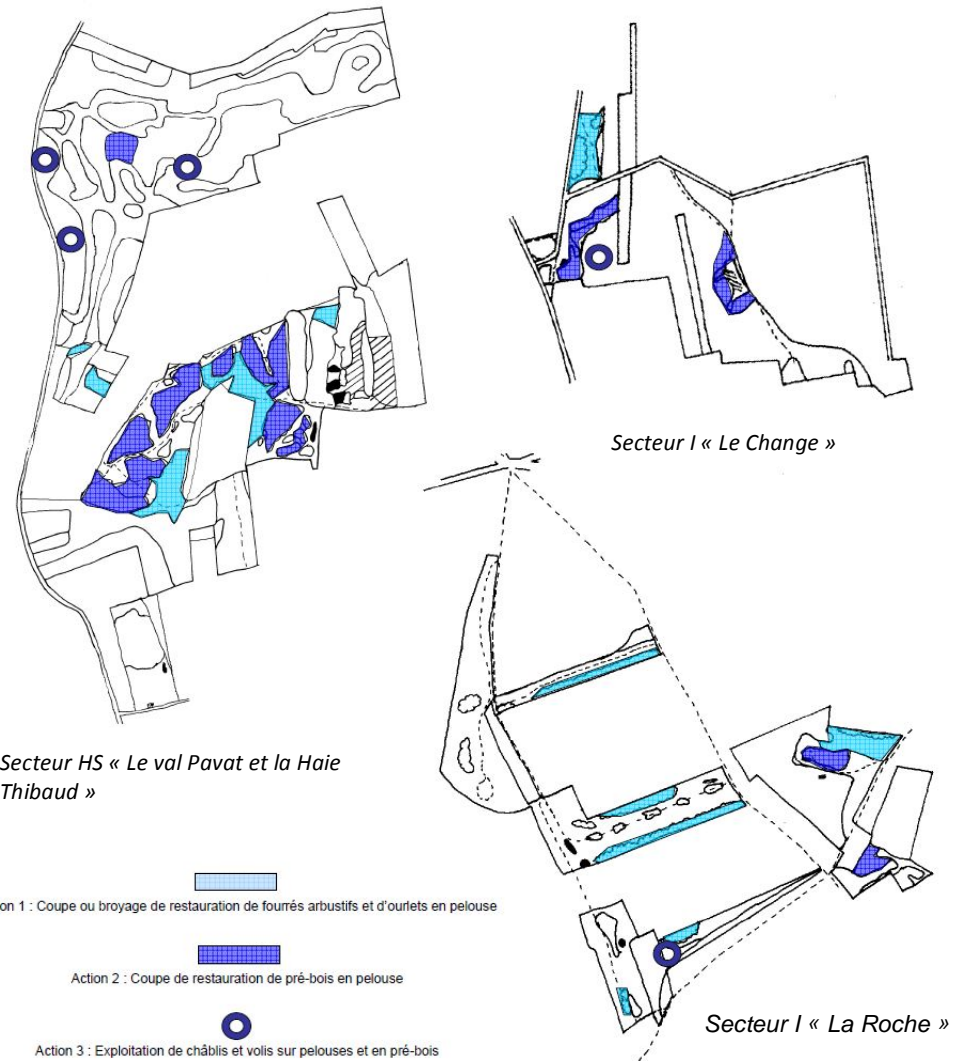 Secteur I « Le Change »
Secteur HS « Le val Pavat et la Haie
Thibaud »
on 1 : Coupe ou broyage de restauration de fourrés arbustifs et d'ourlets en pelouse
Action 2 : Coupe de restauration de pré-bois en pelouse
Action 3 : Exploitation de châblis et volis sur pelouses et en pré-bois
Secteur I « La Roche »